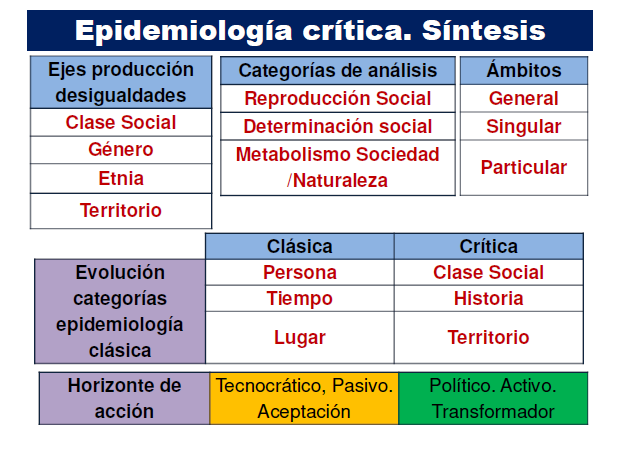 Epidemiología crítica. Síntesis
Ejes producción
desigualdades
Clase Social
Género
Etnia
Territorio
Categorías de análisis
Reproducción Social
Determinación social
Metabolismo Sociedad
/Naturaleza
Ámbitos
General
Singular
Particular
Clásica
Crítica
Evolución
categorías
epidemiología
clásica
Persona
Clase Social
Tiempo
Historia
Lugar
Territorio
Horizonte de
acción
Tecnocrático, Pasivo.
Aceptación
Político. Activo.
Transformador